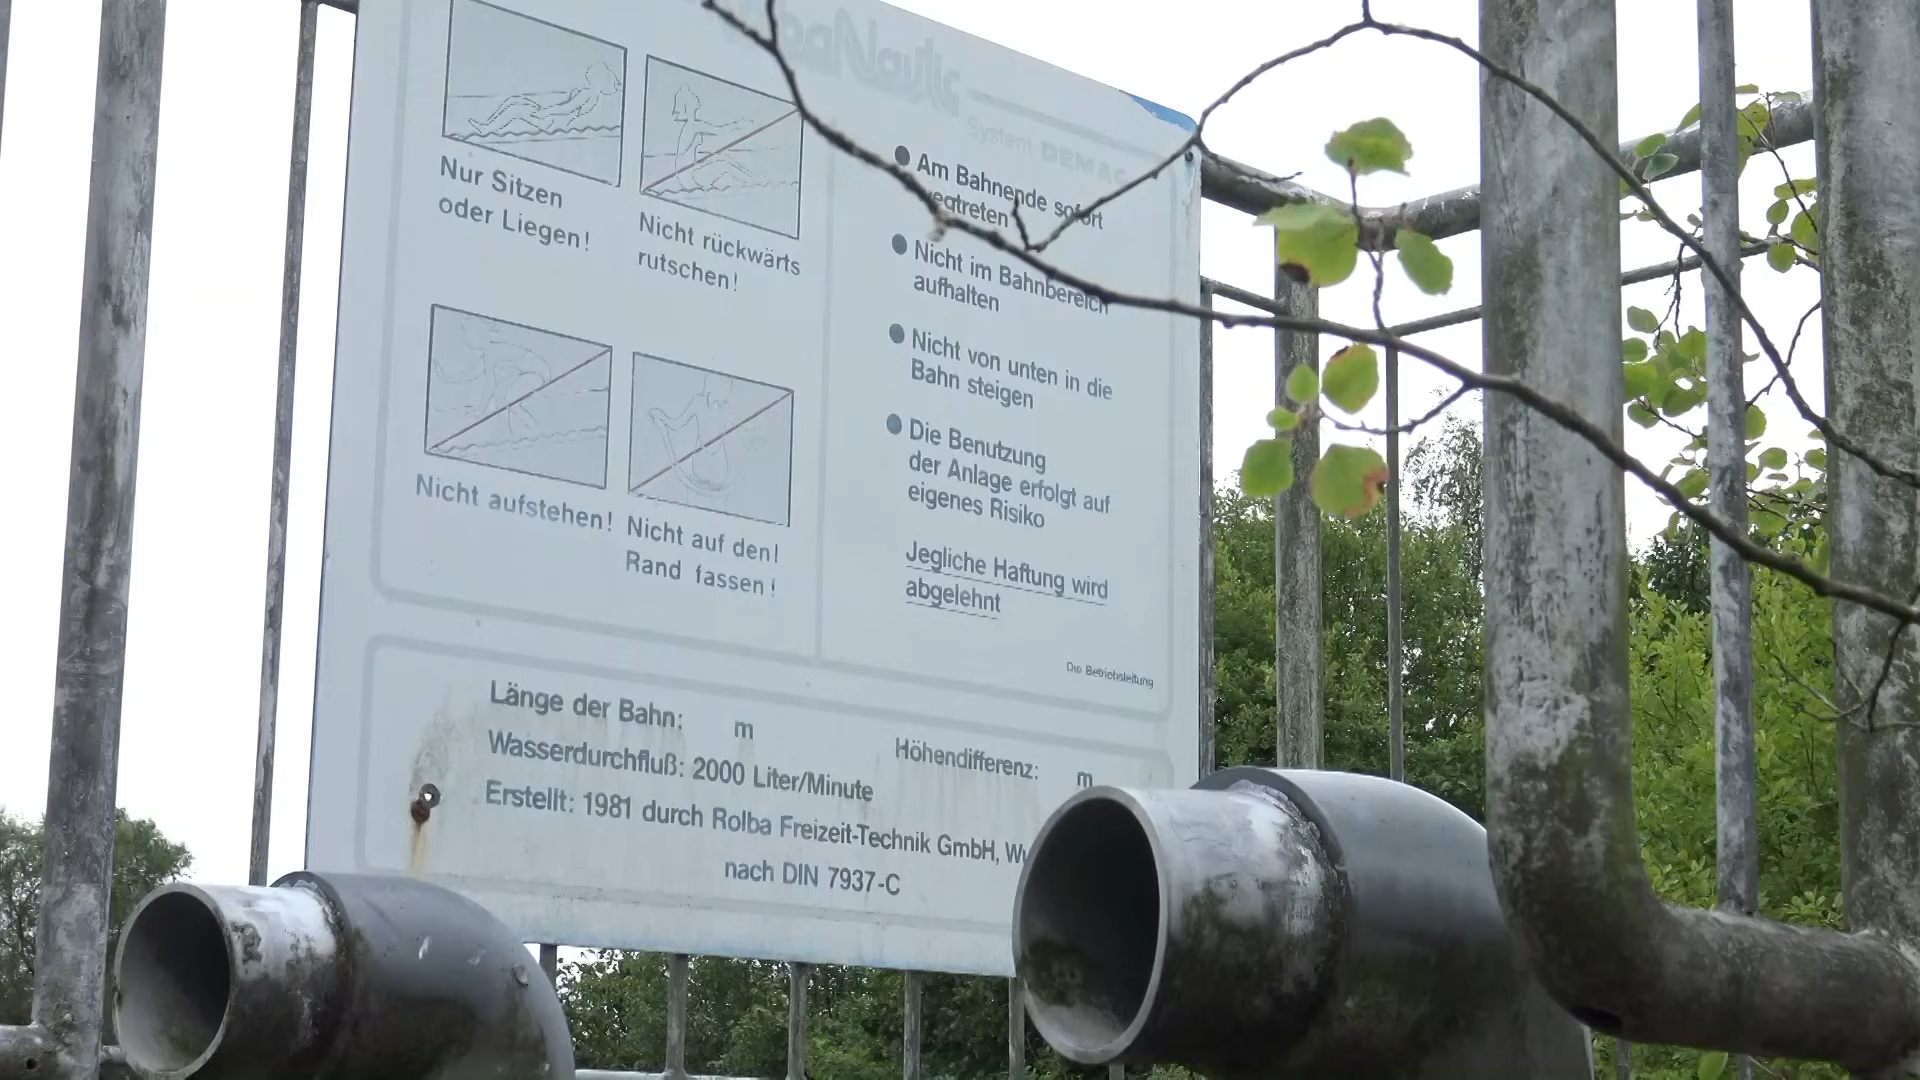 Nautic
System DEMAG
Nur Sitzen
oder Liegen!
Nicht rückwärts
rutschen!
Nicht aufstehen!
Nicht auf den!
Rand fassen!
Am Bahnende sofort
wegtreten
Nicht im Bahnbereich
aufhalten
Nicht von unten in die
Bahn steigen
Die Benutzung
der Anlage erfolgt auf
eigenes Risiko
Jegliche Haftung wird
abgelehnt
Die Betriebsleitung
Länge der Bahn: m
Höhendifferenz: m
Wasserdurchfluß: 2000 Liter/Minute
Erstellt: 1981 durch Rolba Freizeit-Technik GmbH,
nach DIN 7937-C